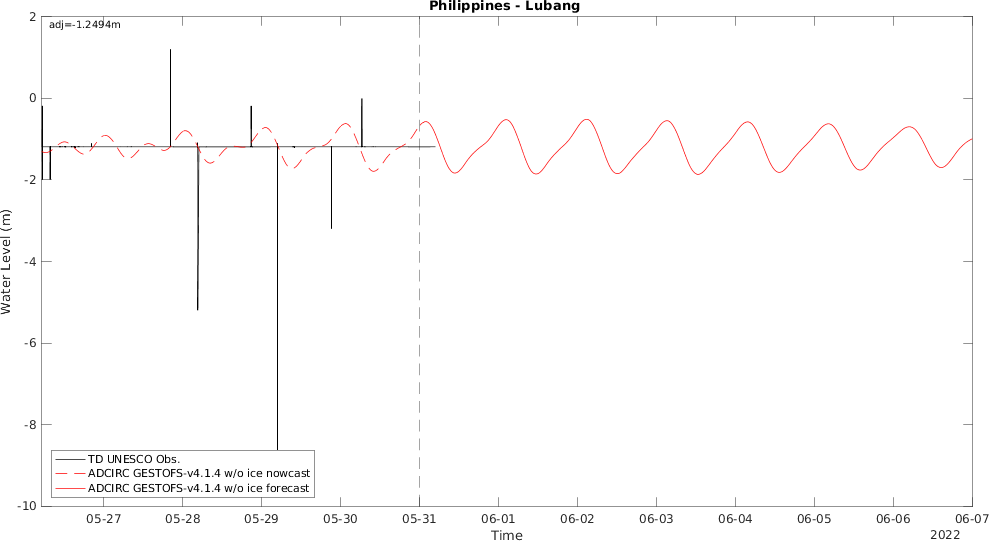 Philippines - Lubang
adj=-1.2494m
2
0
-2
-4
-6
-8
-10
Water Level (m)
TD UNESCO Obs.
ADCIRC GESTOFS-v4.1.4 w/o ice nowcast
ADCIRC GESTOFS-v4.1.4 w/o ice forecast
05-27 05-28 05-29 05-30 05-31 06-01 06-02 06-03 06-04 06-05 06-06 06-07
Time
2022